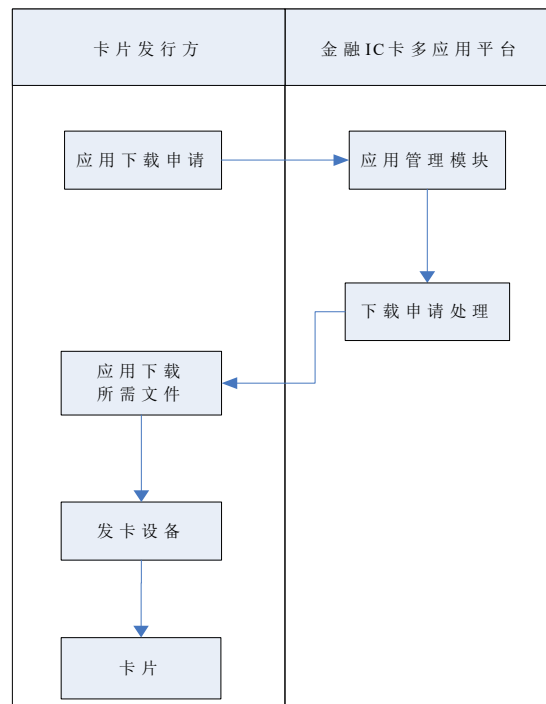 卡片发行方
金融IC卡多应用平台
应用下载申请
应用管理模块
下载申请处理
应用下载
所需文件
发卡设备
卡片